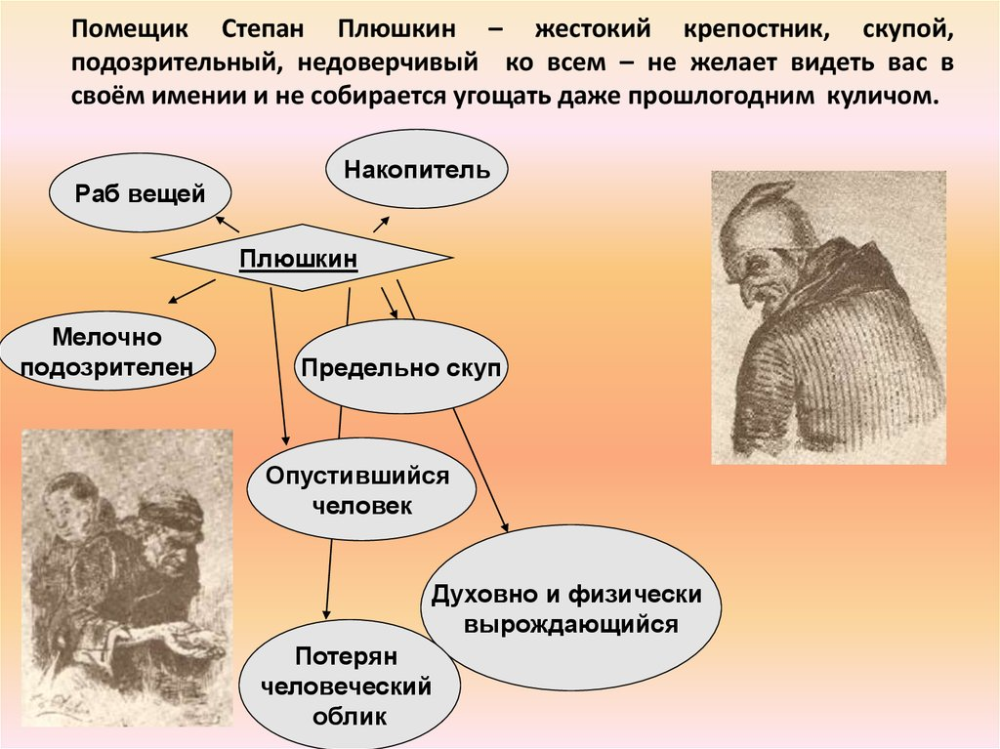 Помещик Степан Плюшкин – жестокий крепостник, скупой,
подозрительный, недоверчивый ко всем – не желает видеть вас в
своём имении и не собирается угощать даже прошлогодним куличом.
Накопитель
Раб вещей
Плюшкин
Мелочно
подозрителен
Предельно скуп
Опустившийся
человек
Духовно и физически
вырождающийся
Потерян
человеческий
облик